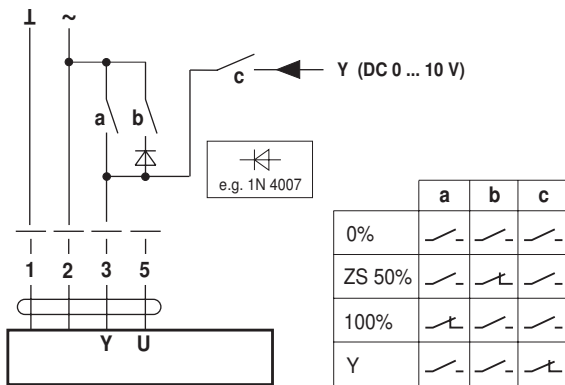 ⊥ ~
c Y (DC 0 ... 10 V)
a b
e.g. 1N 4007
1 2 3 5
Y U
a b c
0%
ZS 50%
100%
Y